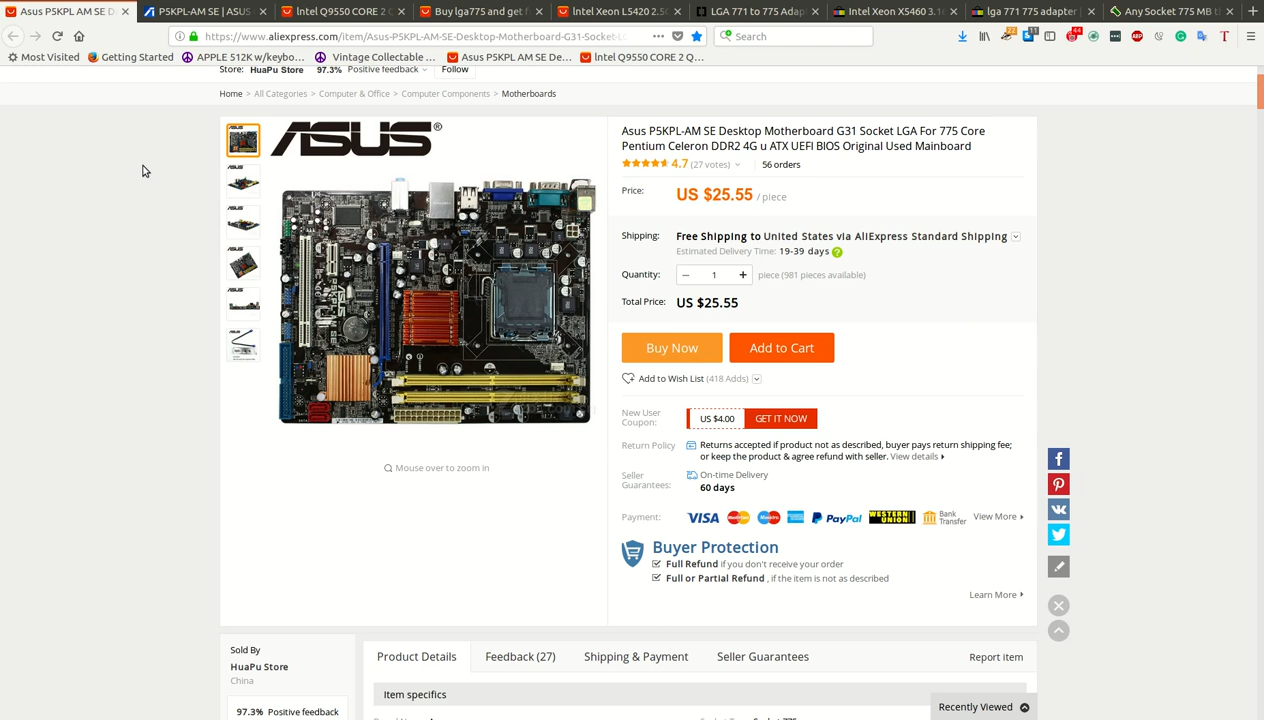 Asus P5KPL AM SE D
P5KPL-AM SE | ASUS
lntel Q9550 CORE 2 Q
Buy lga775 and get f
lntel Xeon L5420 2.5
LGA 771 to 775 Adap
Intel Xeon X5460 3.1
lga 771 775 adapter
Any Socket 775 MB t
https://www.aliexpress.com/item/Asus-P5KPL-AM-SE-Desktop-Motherboard-G31-Socket-L
Search
Most Visited
Getting Started
APPLE 512K w/keybo...
Vintage Collectable ...
Asus P5KPL AM SE De...
lntel Q9550 CORE 2 Q...
Store: HuaPu Store 97.3% Positive feedback Follow
Home > All Categories > Computer & Office > Computer Components > Motherboards
ASUS®
Asus P5KPL-AM SE Desktop Motherboard G31 Socket LGA For 775 Core
Pentium Celeron DDR2 4G u ATX UEFI BIOS Original Used Mainboard
4.7 (27 votes) 56 orders
Price: US $25.55 / piece
Shipping: Free Shipping to United States via AliExpress Standard Shipping
Estimated Delivery Time: 19-39 days
Quantity: 1 piece (981 pieces available)
Total Price: US $25.55
Buy Now
Add to Cart
Add to Wish List (418 Adds)
New User
Coupon:
US $4.00 GET IT NOW
Return Policy
Returns accepted if product not as described, buyer pays return shipping fee;
or keep the product & agree refund with seller. View details
Seller
Guarantees:
On-time Delivery
60 days
Payment: VISA MasterCard Maestro PayPal WESTERN UNION Bank Transfer View More
Buyer Protection
Full Refund if you don't receive your order
Full or Partial Refund , if the item is not as described
Learn More
Mouse over to zoom in
Sold By
HuaPu Store
China
97.3% Positive feedback
Product Details
Feedback (27)
Shipping & Payment
Seller Guarantees
Report item
Item specifics
Recently Viewed